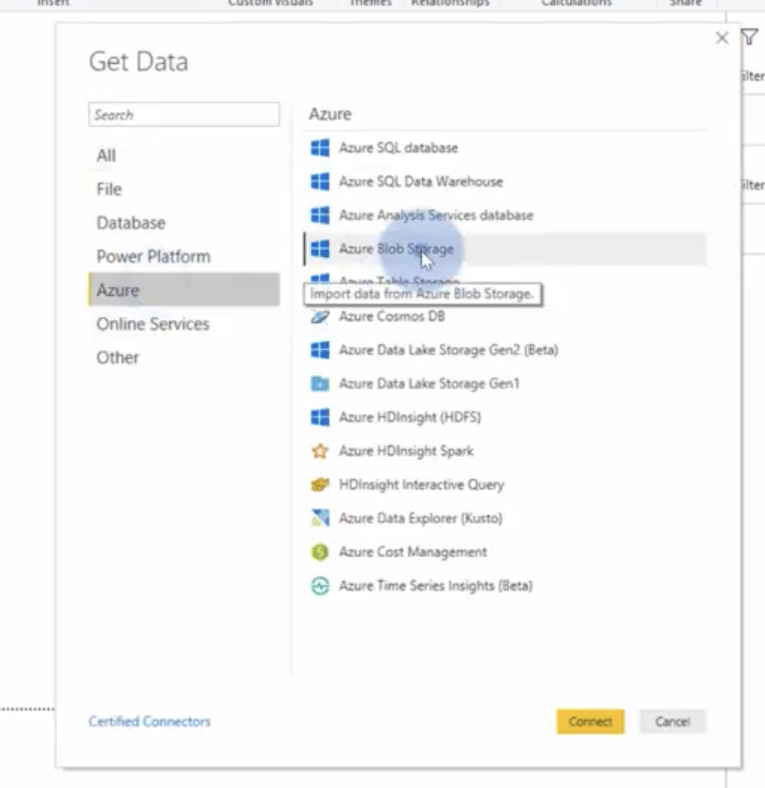 Insert Custom visuals Themes Relationships Calculations Share
Get Data
Search
All
File
Database
Power Platform
Azure
Online Services
Other
Azure
Azure SQL database
Azure SQL Data Warehouse
Azure Analysis Services database
Azure Blob Storage
Azure Table Storage
Import data from Azure Blob Storage.
Azure Cosmos DB
Azure Data Lake Storage Gen2 (Beta)
Azure Data Lake Storage Gen1
Azure HDInsight (HDFS)
Azure HDInsight Spark
HDInsight Interactive Query
Azure Data Explorer (Kusto)
Azure Cost Management
Azure Time Series Insights (Beta)
Certified Connectors
Connect
Cancel
ilter
ilter